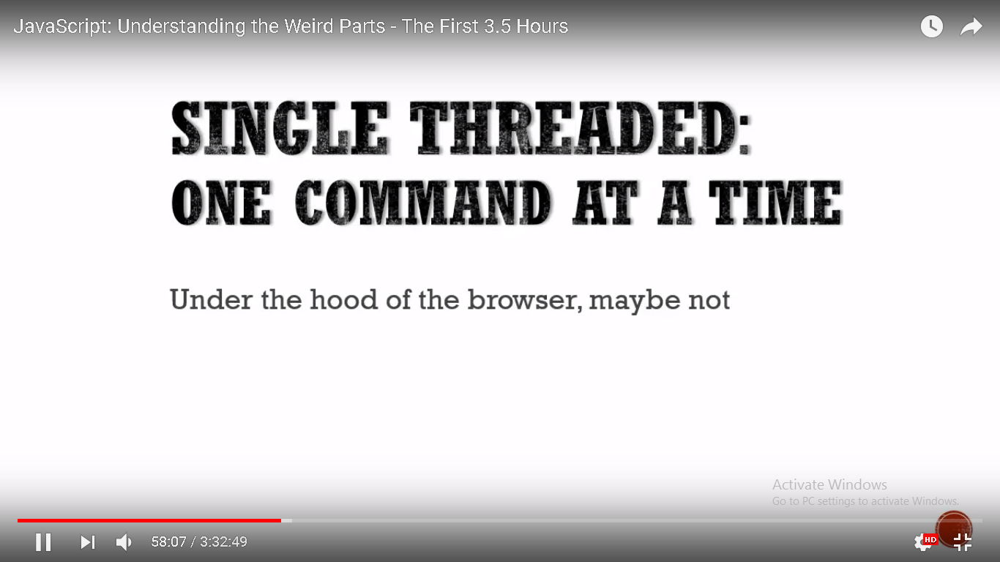 JavaScript: Understanding the Weird Parts - The First 3.5 Hours
SINGLE THREADED:
ONE COMMAND AT A TIME
Under the hood of the browser, maybe not
Activate Windows
Go to PC settings to activate Windows.
58:07 / 3:32:49
HD